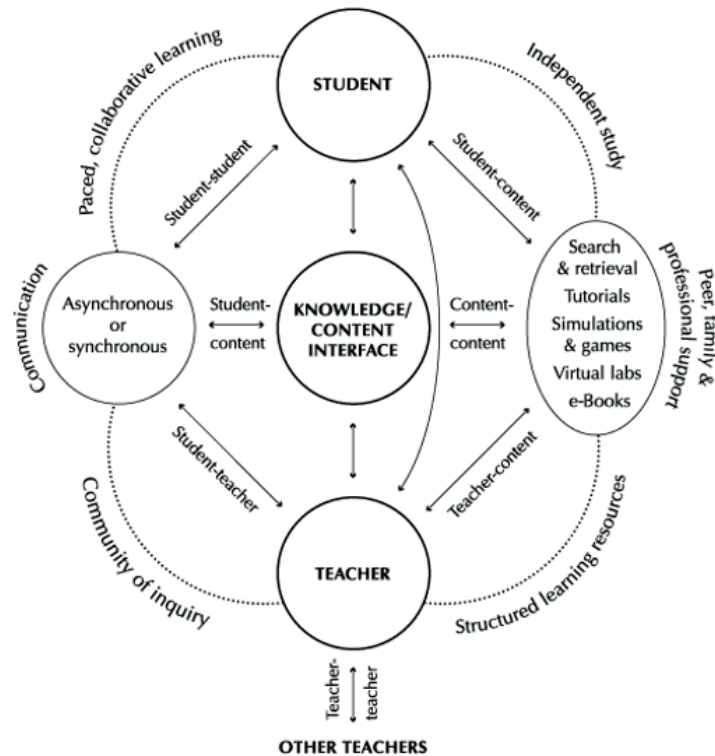 Paced, collaborative learning
STUDENT
Independent study
Student-student
Student-content
Communication
Asynchronous
or
synchronous
Student-
content
KNOWLEDGE/
CONTENT
INTERFACE
Content-
content
Search
& retrieval
Tutorials
Simulations
& games
Virtual labs
e-Books
Peer, family &
professional support
Student-teacher
Teacher-content
Community of inquiry
TEACHER
Structured learning resources
Teacher-
teacher
OTHER TEACHERS